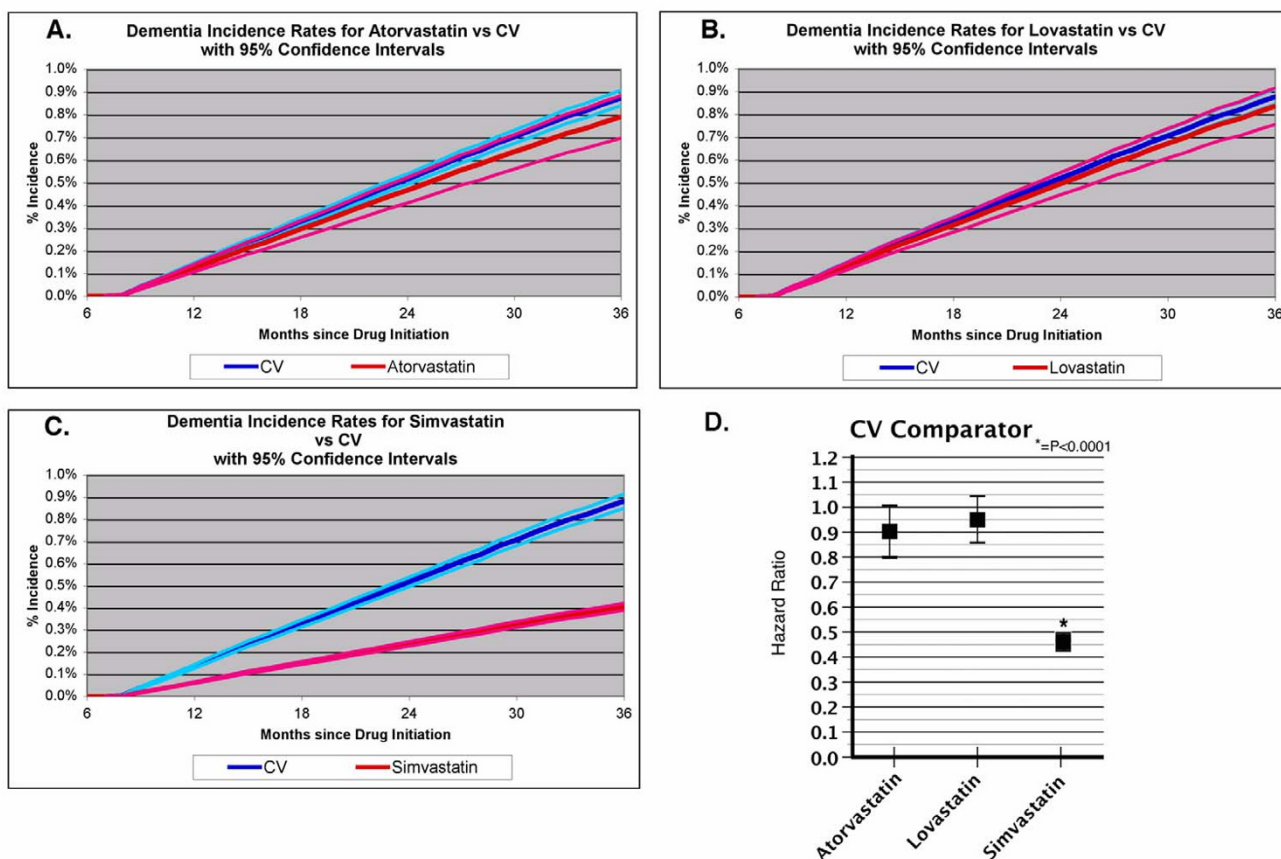 A.
Dementia Incidence Rates for Atorvastatin vs CV
with 95% Confidence Intervals
1.0%
0.9%
0.8%
0.7%
0.6%
0.5%
0.4%
0.3%
0.2%
0.1%
0.0%
% Incidence
6 12 18 24 30 36
Months since Drug Initiation
CV Atorvastatin
B.
Dementia Incidence Rates for Lovastatin vs CV
with 95% Confidence Intervals
1.0%
0.9%
0.8%
0.7%
0.6%
0.5%
0.4%
0.3%
0.2%
0.1%
0.0%
% Incidence
6 12 18 24 30 36
Months since Drug Initiation
CV Lovastatin
C.
Dementia Incidence Rates for Simvastatin
vs CV
with 95% Confidence Intervals
1.0%
0.9%
0.8%
0.7%
0.6%
0.5%
0.4%
0.3%
0.2%
0.1%
0.0%
% Incidence
6 12 18 24 30 36
Months since Drug Initiation
CV Simvastatin
D.
CV Comparator
*=P<0.0001
1.2
1.1
1.0
0.9
0.8
0.7
0.6
0.5
0.4
0.3
0.2
0.1
0.0
Hazard Ratio
*
Atorvastatin
Lovastatin
Simvastatin